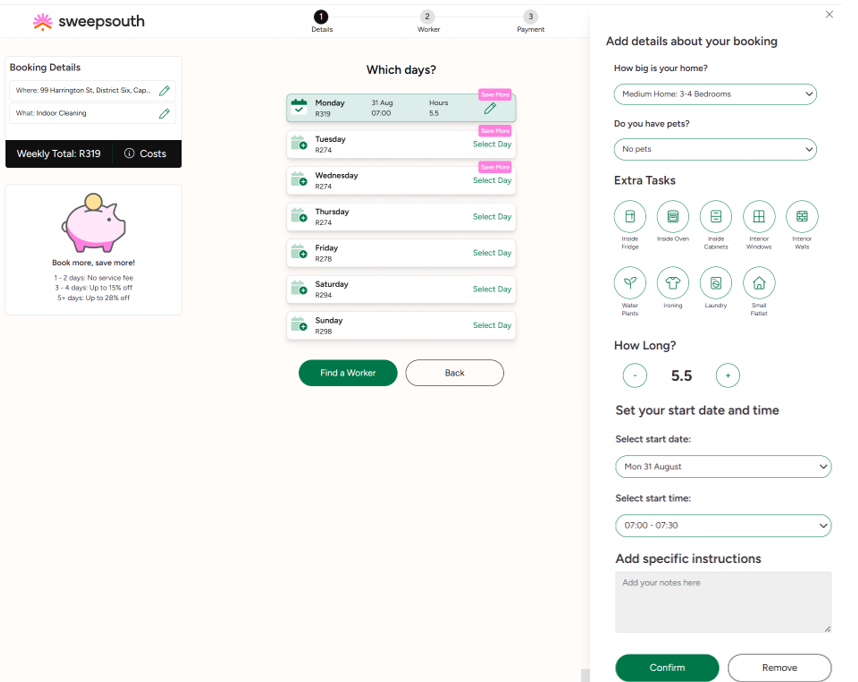 sweepsouth
1
Details
2
Worker
3
Payment
Booking Details
Where: 99 Harrington St, District Six, Cap...
What: Indoor Cleaning
Weekly Total: R319
Costs
Book more, save more!
1 - 2 days: No service fee
3 - 4 days: Up to 15% off
5+ days: Up to 28% off
Which days?
Save More
Monday 31 Aug Hours
R319 07:00 5.5
Save More
Tuesday
R274
Select Day
Save More
Wednesday
R274
Select Day
Thursday
R274
Select Day
Friday
R278
Select Day
Saturday
R294
Select Day
Sunday
R298
Select Day
Find a Worker
Back
Add details about your booking
How big is your home?
Medium Home: 3-4 Bedrooms
Do you have pets?
No pets
Extra Tasks
Inside Fridge
Inside Oven
Inside Cabinets
Interior Windows
Interior Walls
Water Plants
Ironing
Laundry
Small Flatlet
How Long?
- 5.5 +
Set your start date and time
Select start date:
Mon 31 August
Select start time:
07:00 - 07:30
Add specific instructions
Add your notes here
Confirm
Remove